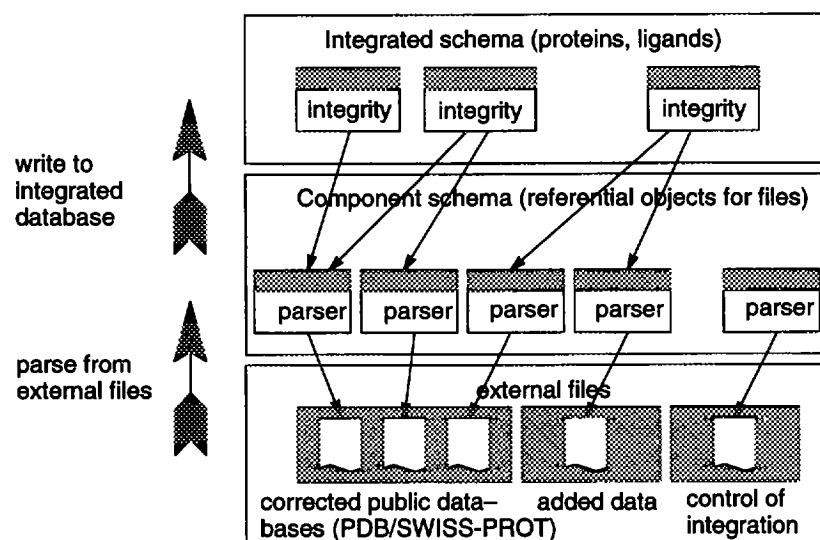 Integrated schema (proteins, ligands)
integrity
integrity
integrity
write to
integrated
database
Component schema (referential objects for files)
parser
parser
parser
parser
parser
parse from
external files
external files
corrected public data–
bases (PDB/SWISS-PROT)
added data
control of
integration